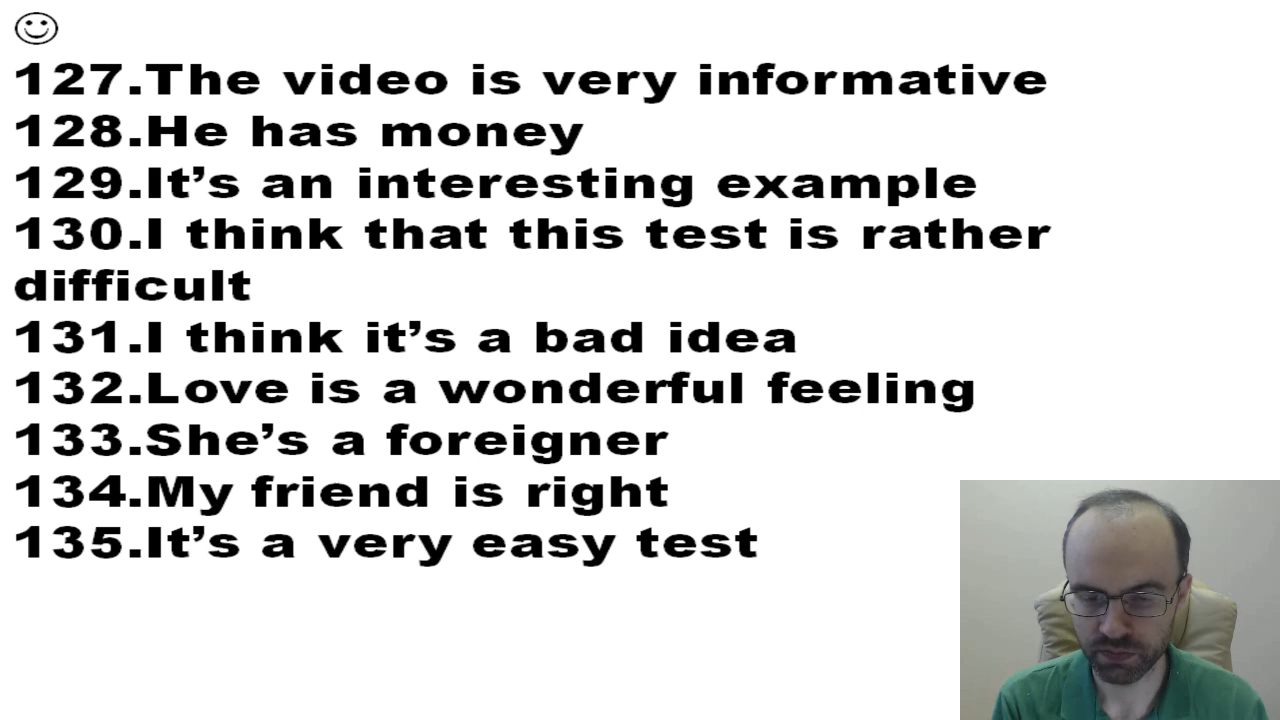 127.The video is very informative
128.He has money
129.It’s an interesting example
130.I think that this test is rather
difficult
131.I think it’s a bad idea
132.Love is a wonderful feeling
133.She’s a foreigner
134.My friend is right
135.It’s a very easy test